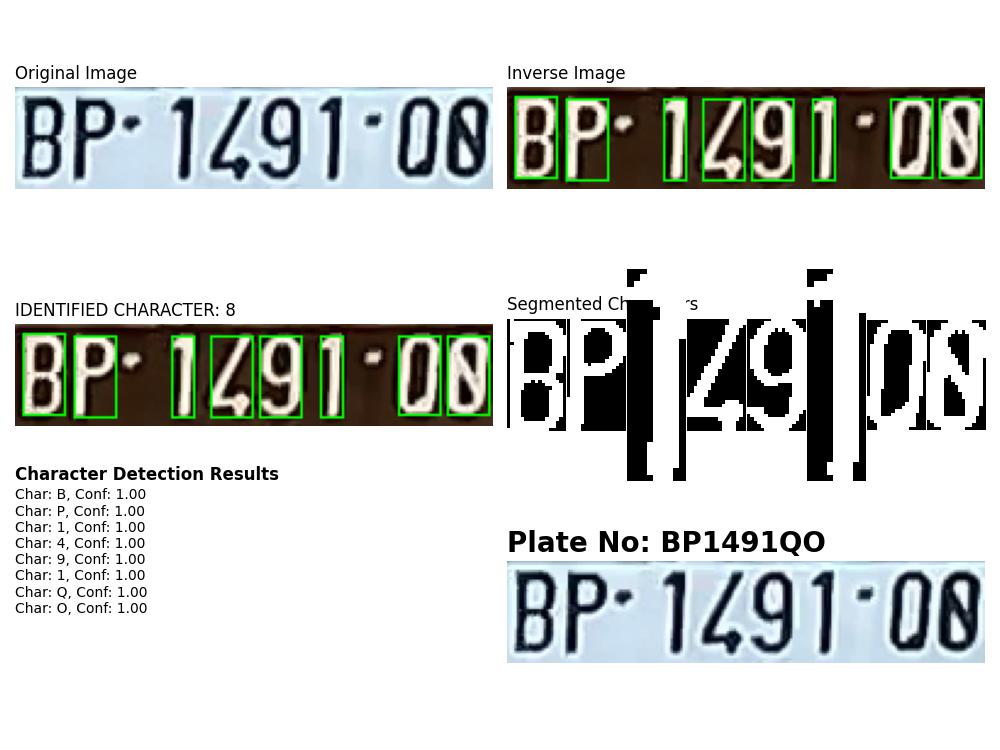 Original Image
BP· 1491 ·00
Inverse Image
BP· 1491 ·00
IDENTIFIED CHARACTER: 8
BP· 1491 ·00
Segmented
BP149100
Character Detection Results
Char: B, Conf: 1.00
Char: P, Conf: 1.00
Char: 1, Conf: 1.00
Char: 4, Conf: 1.00
Char: 9, Conf: 1.00
Char: 1, Conf: 1.00
Char: Q, Conf: 1.00
Char: O, Conf: 1.00
Plate No: BP1491QO
BP· 1491 ·00